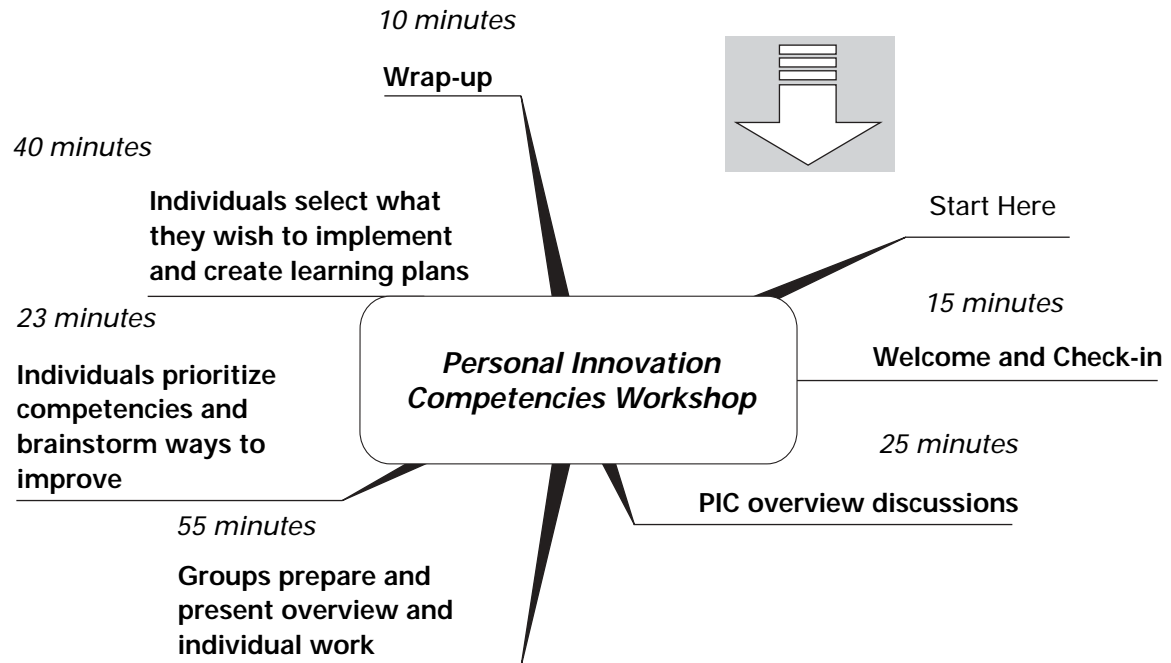 10 minutes
Wrap-up
40 minutes
Individuals select what
they wish to implement
and create learning plans
Start Here
15 minutes
Welcome and Check-in
23 minutes
Individuals prioritize
competencies and
brainstorm ways to
improve
Personal Innovation
Competencies Workshop
25 minutes
PIC overview discussions
55 minutes
Groups prepare and
present overview and
individual work